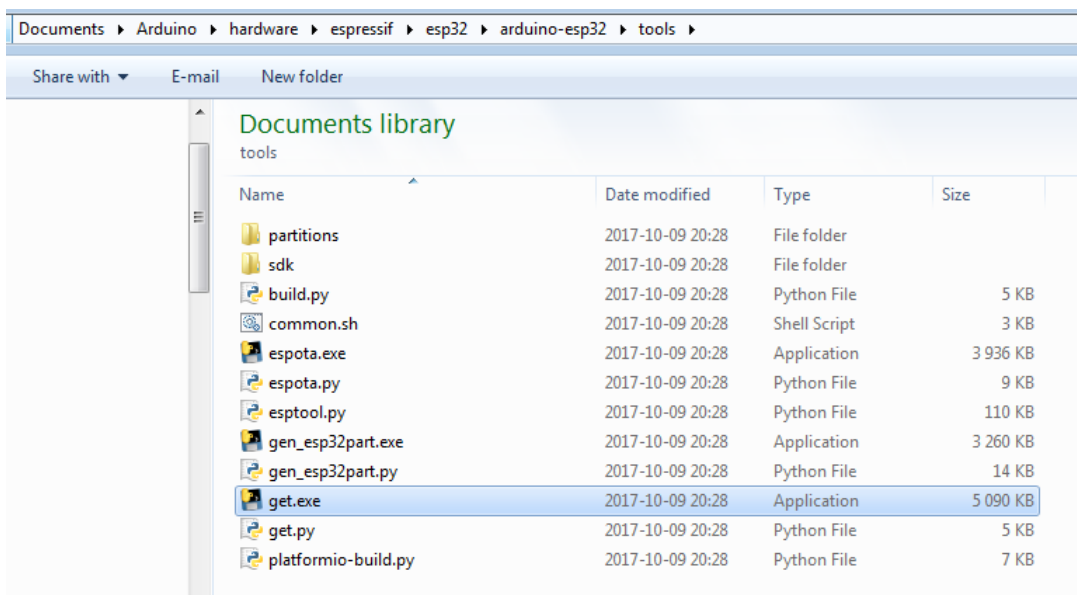 Documents ▸ Arduino ▸ hardware ▸ espressif ▸ esp32 ▸ arduino-esp32 ▸ tools ▸
Share with ▾ E-mail New folder
Documents library
tools
Name Date modified Type Size
partitions 2017-10-09 20:28 File folder
sdk 2017-10-09 20:28 File folder
build.py 2017-10-09 20:28 Python File 5 KB
common.sh 2017-10-09 20:28 Shell Script 3 KB
espota.exe 2017-10-09 20:28 Application 3 936 KB
espota.py 2017-10-09 20:28 Python File 9 KB
esptool.py 2017-10-09 20:28 Python File 110 KB
gen_esp32part.exe 2017-10-09 20:28 Application 3 260 KB
gen_esp32part.py 2017-10-09 20:28 Python File 14 KB
get.exe 2017-10-09 20:28 Application 5 090 KB
get.py 2017-10-09 20:28 Python File 5 KB
platformio-build.py 2017-10-09 20:28 Python File 7 KB